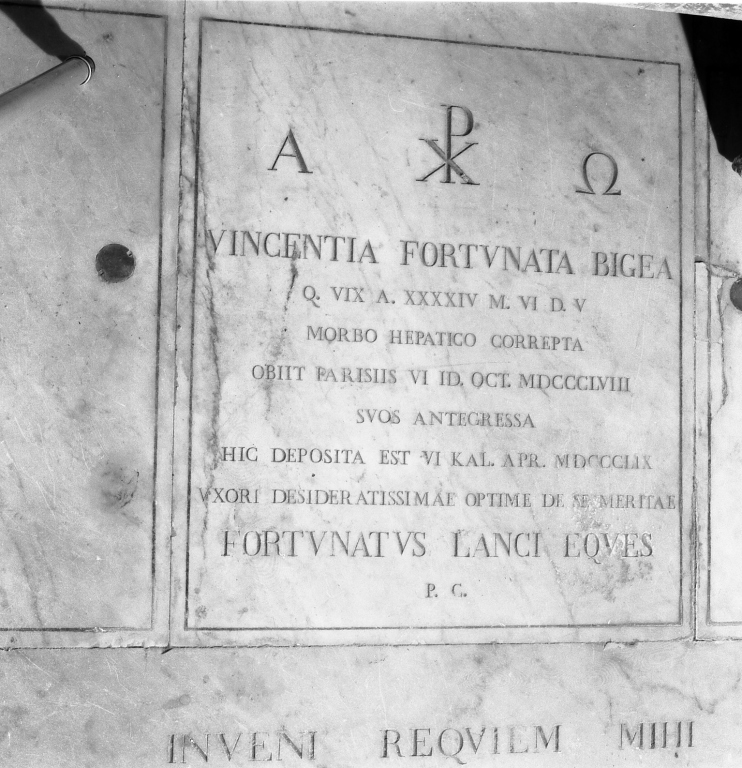 Α ☧ Ω
VINCENTIA FORTVNATA BIGEA
Q. VIX A. XXXXIV M. VI D. V
MORBO HEPATICO CORREPTA
OBIIT PARISIIS VI ID. OCT. MDCCCLVIII
SVOS ANTEGRESSA
HIC DEPOSITA EST VI KAL. APR. MDCCCLIX
VXORI DESIDERATISSIMAE OPTIME DE SE MERITAE
FORTVNATVS LANCI EQVES
P. C.
INVENI REQVIEM MIHI